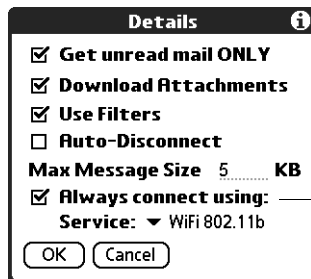 Details
Get unread mail ONLY
Download Attachments
Use Filters
Auto-Disconnect
Max Message Size 5 KB
Always connect using:
Service: WiFi 802.11b
OK Cancel